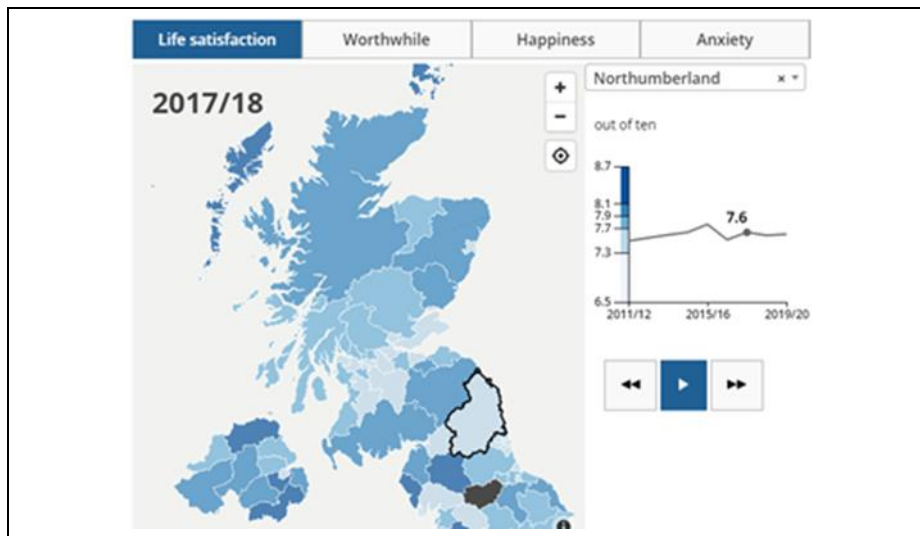 Life satisfaction
Worthwhile
Happiness
Anxiety
2017/18
+
−
Northumberland
× 
out of ten
8.7
8.1
7.9
7.7
7.3
6.5
7.6
2011/12
2015/16
2019/20
i